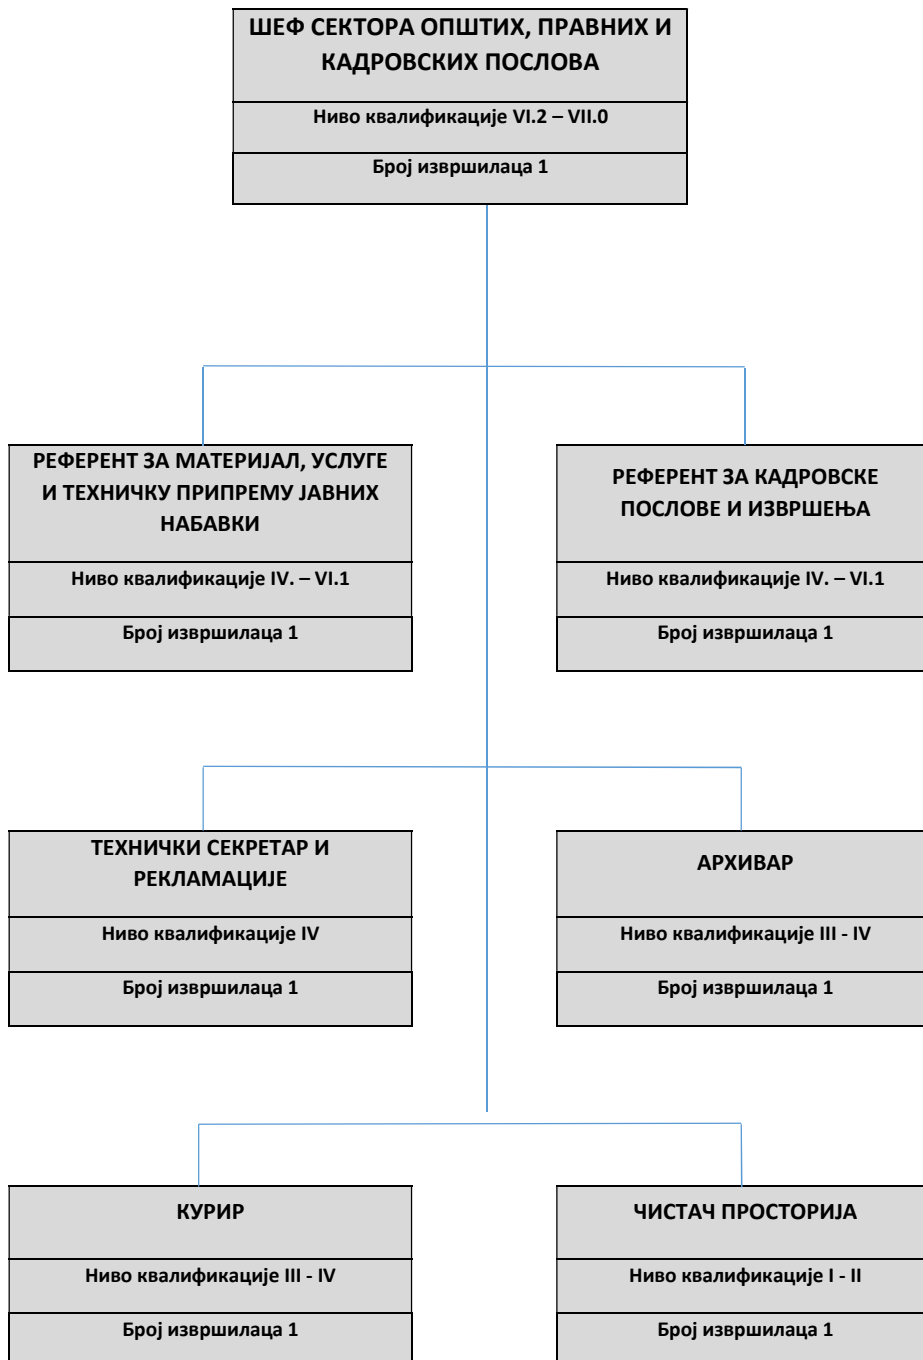 ШЕФ СЕКТОРА ОПШТИХ, ПРАВНИХ И
КАДРОВСКИХ ПОСЛОВА
Ниво квалификације VI.2 – VII.0
Број извршилаца 1
РЕФЕРЕНТ ЗА МАТЕРИЈАЛ, УСЛУГЕ
И ТЕХНИЧКУ ПРИПРЕМУ ЈАВНИХ
НАБАВКИ
Ниво квалификације IV. – VI.1
Број извршилаца 1
РЕФЕРЕНТ ЗА КАДРОВСКЕ
ПОСЛОВЕ И ИЗВРШЕЊА
Ниво квалификације IV. – VI.1
Број извршилаца 1
ТЕХНИЧКИ СЕКРЕТАР И
РЕКЛАМАЦИЈЕ
Ниво квалификације IV
Број извршилаца 1
АРХИВАР
Ниво квалификације III - IV
Број извршилаца 1
КУРИР
Ниво квалификације III - IV
Број извршилаца 1
ЧИСТАЧ ПРОСТОРИЈА
Ниво квалификације I - II
Број извршилаца 1